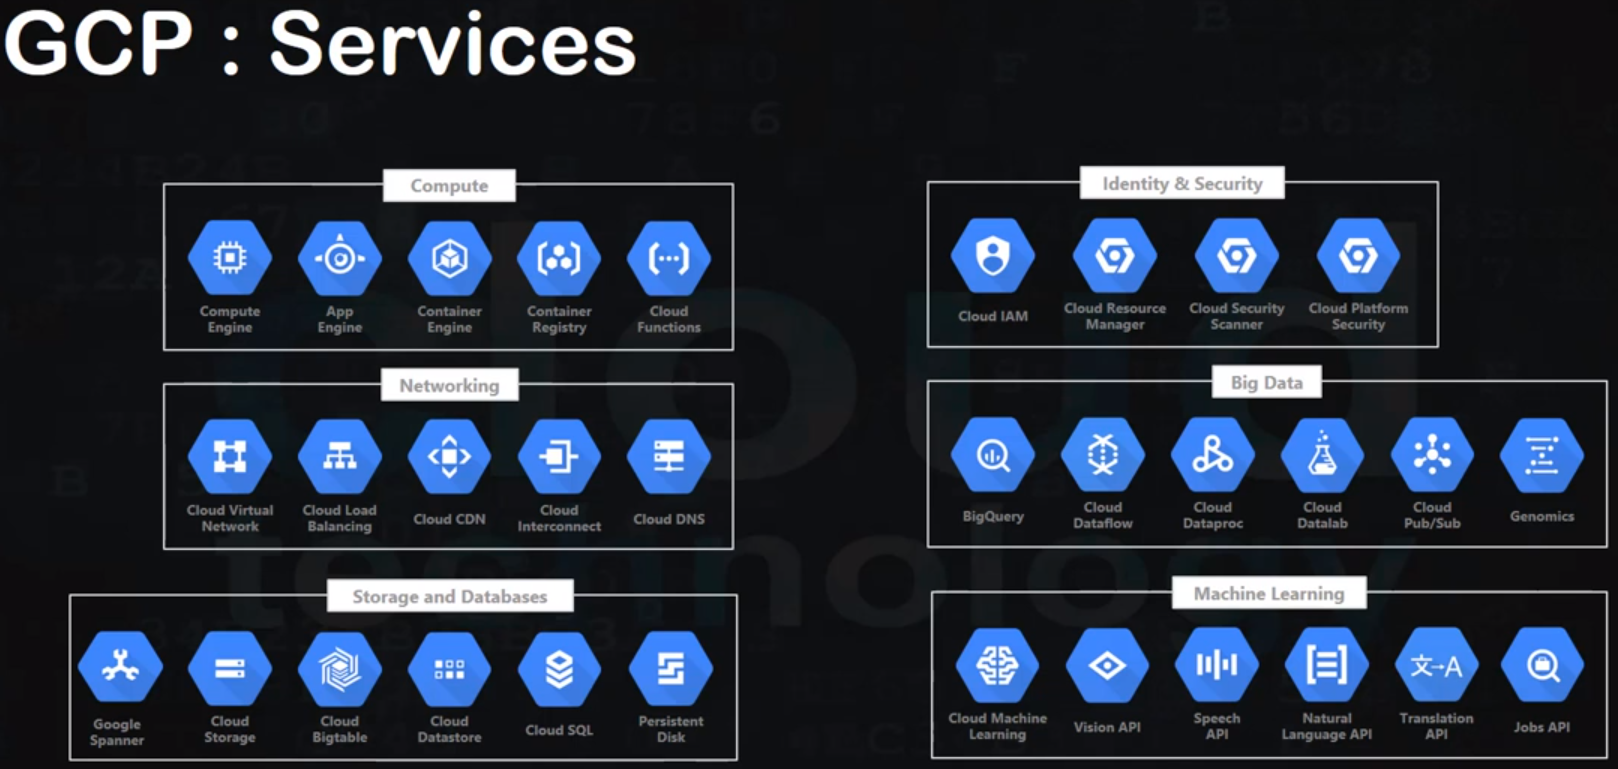 GCP : Services
Compute
Compute
Engine
App
Engine
Container
Engine
Container
Registry
Cloud
Functions
Networking
Cloud Virtual
Network
Cloud Load
Balancing
Cloud CDN
Cloud
Interconnect
Cloud DNS
Storage and Databases
Google
Spanner
Cloud
Storage
Cloud
Bigtable
Cloud
Datastore
Cloud SQL
Persistent
Disk
Identity & Security
Cloud IAM
Cloud Resource
Manager
Cloud Security
Scanner
Cloud Platform
Security
Big Data
BigQuery
Cloud
Dataflow
Cloud
Dataproc
Cloud
Datalab
Cloud
Pub/Sub
Genomics
Machine Learning
Cloud Machine
Learning
Vision API
Speech
API
Natural
Language API
文→A
Translation
API
Jobs API
cloud
technology